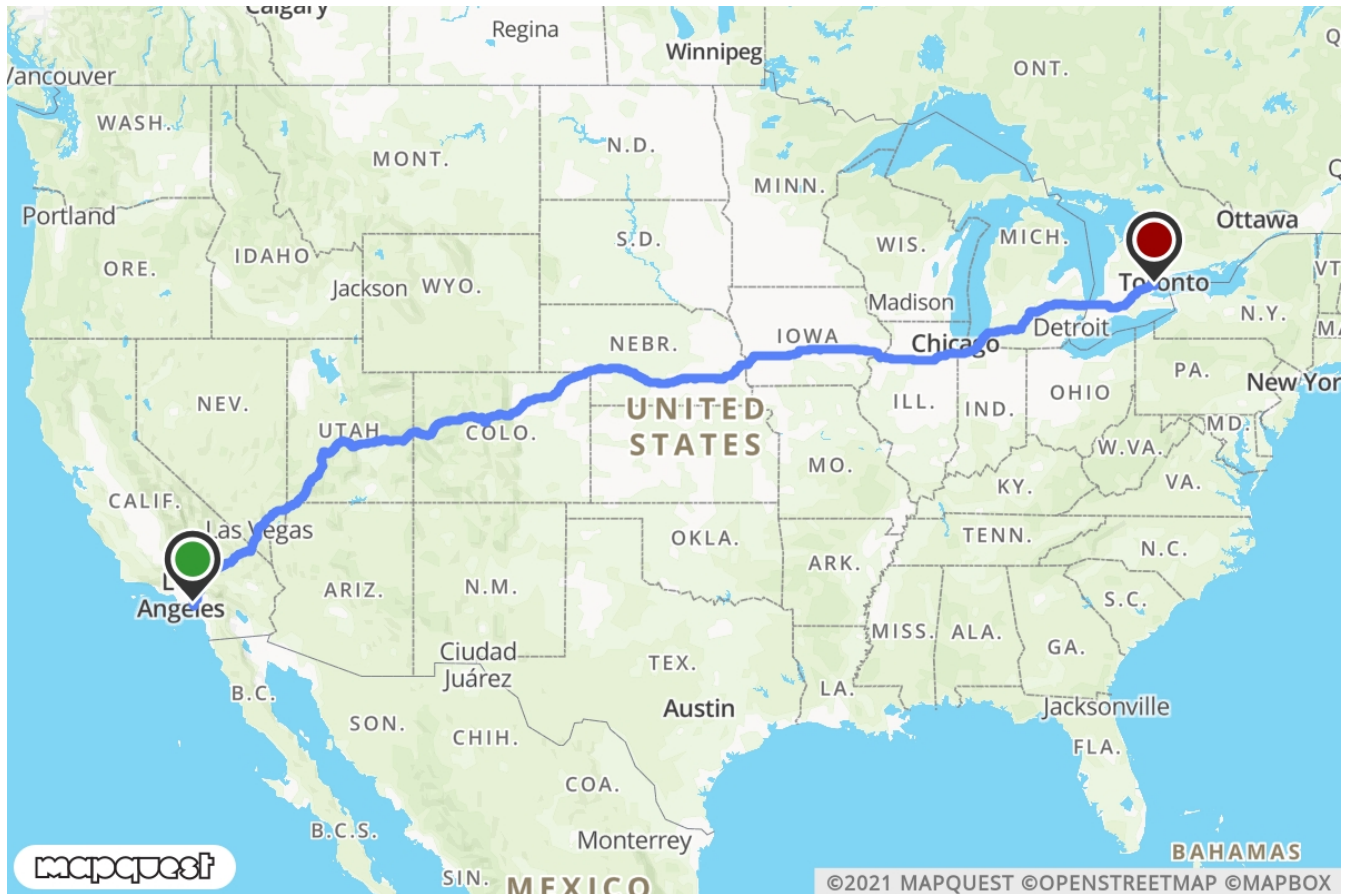 Calgary
Regina
Winnipeg
ONT.
Q
Vancouver
WASH.
MONT.
N.D.
MINN.
Q
Portland
Ottawa
S.D.
WIS.
MICH.
IDAHO
ORE.
VT
Jackson
WYO.
Toronto
Madison
N.Y.
Detroit
MA
NEBR.
IOWA
Chicago
PA.
New Yor
NEV.
ILL.
IND.
OHIO
UNITED
STATES
MD.
UTAH
COLO.
W.VA.
MO.
VA.
KY.
CALIF.
Las Vegas
OKLA.
TENN.
N.C.
ARK.
L
Angeles
ARIZ.
N.M.
S.C.
MISS.
ALA.
GA.
Ciudad
Juárez
TEX.
B.C.
LA.
Austin
Jacksonville
SON.
CHIH.
FLA.
COA.
B.C.S.
Monterrey
BAHAMAS
mapquest
SIN.
MEXICO
©2021 MAPQUEST ©OPENSTREETMAP ©MAPBOX